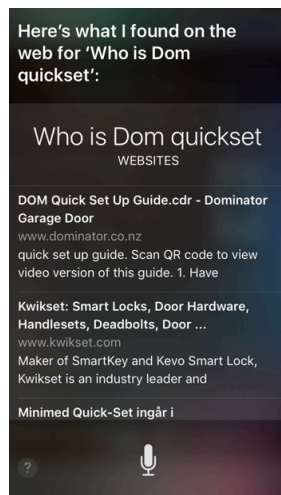 Here's what I found on the
web for ‘Who is Dom
quickset’:
Who is Dom quickset
WEBSITES
DOM Quick Set Up Guide.cdr - Dominator
Garage Door
www.dominator.co.nz
quick set up guide. Scan QR code to view
video version of this guide. 1. Have
Kwikset: Smart Locks, Door Hardware,
Handlesets, Deadbolts, Door ...
www.kwikset.com
Maker of SmartKey and Kevo Smart Lock,
Kwikset is an industry leader and
Minimed Quick-Set ingår i
?